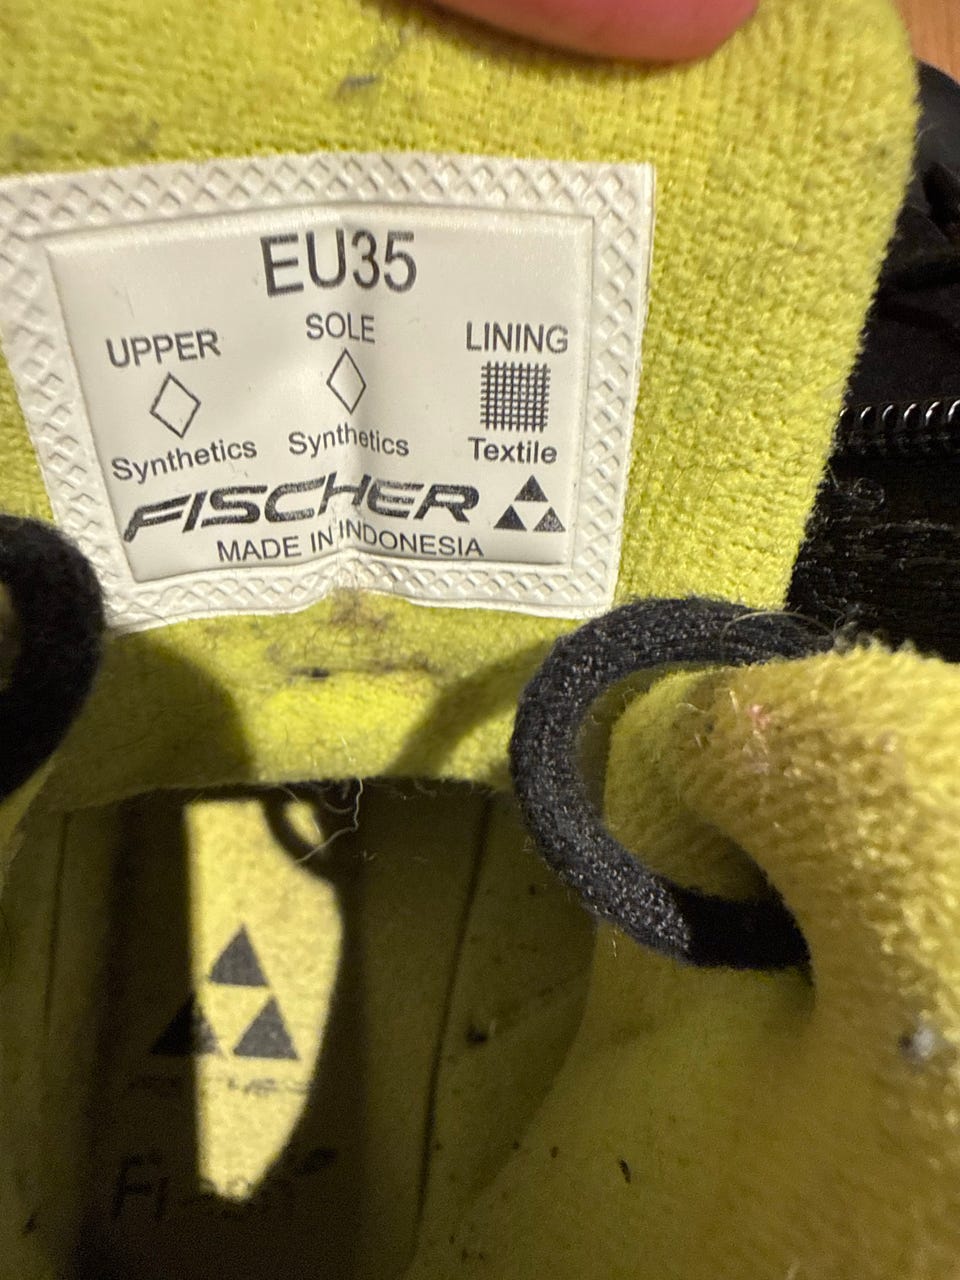 EU35
UPPER SOLE LINING
Synthetics Synthetics Textile
FISCHER
MADE IN INDONESIA